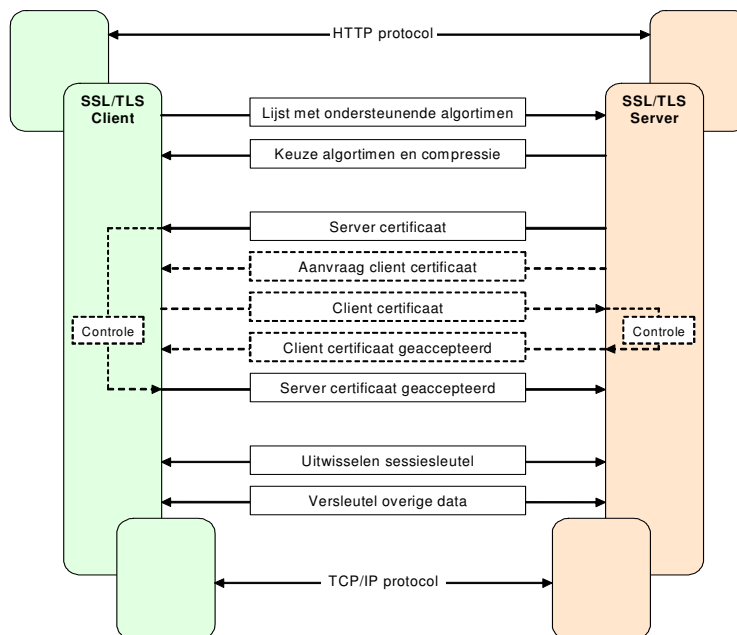 HTTP protocol
SSL/TLS
Client
SSL/TLS
Server
Lijst met ondersteunende algortimen
Keuze algortimen en compressie
Server certificaat
Aanvraag client certificaat
Client certificaat
Controle
Controle
Client certificaat geaccepteerd
Server certificaat geaccepteerd
Uitwisselen sessiesleutel
Versleutel overige data
TCP/IP protocol